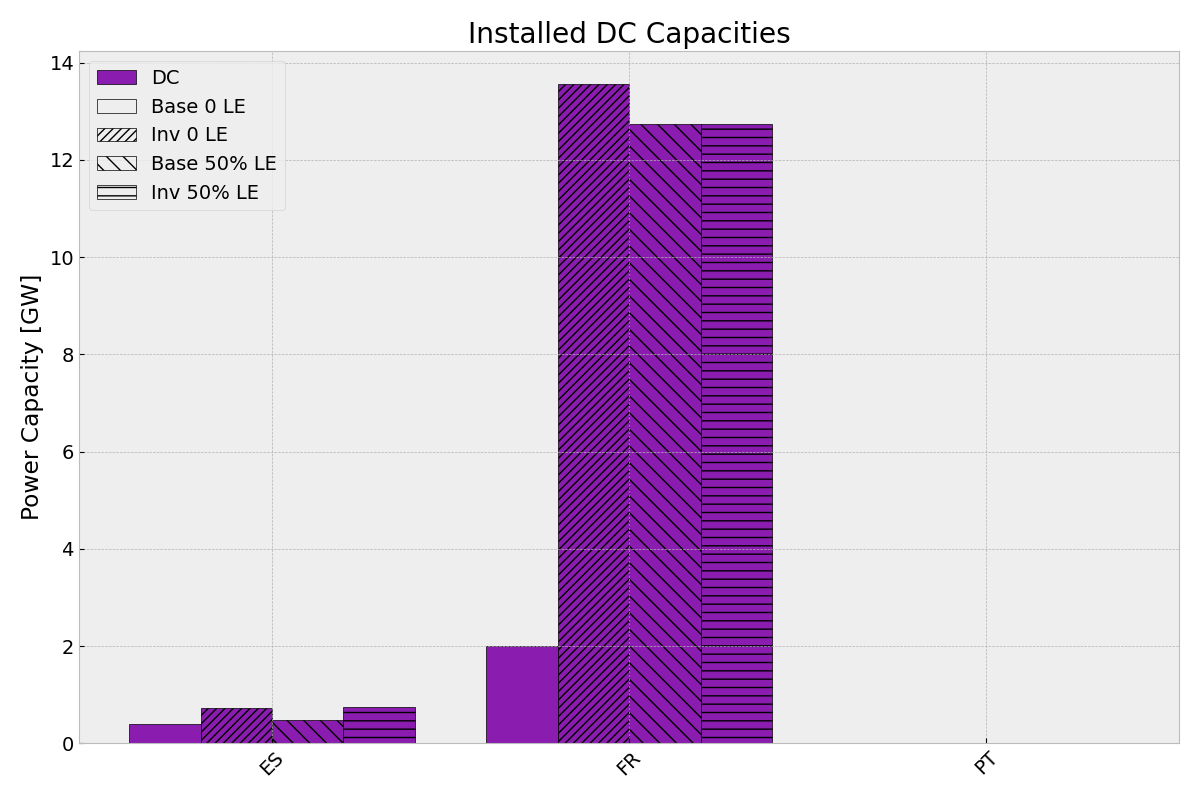 Installed DC Capacities
Power Capacity [GW]
14
12
10
8
6
4
2
0
DC
Base 0 LE
Inv 0 LE
Base 50% LE
Inv 50% LE
ES
FR
PT